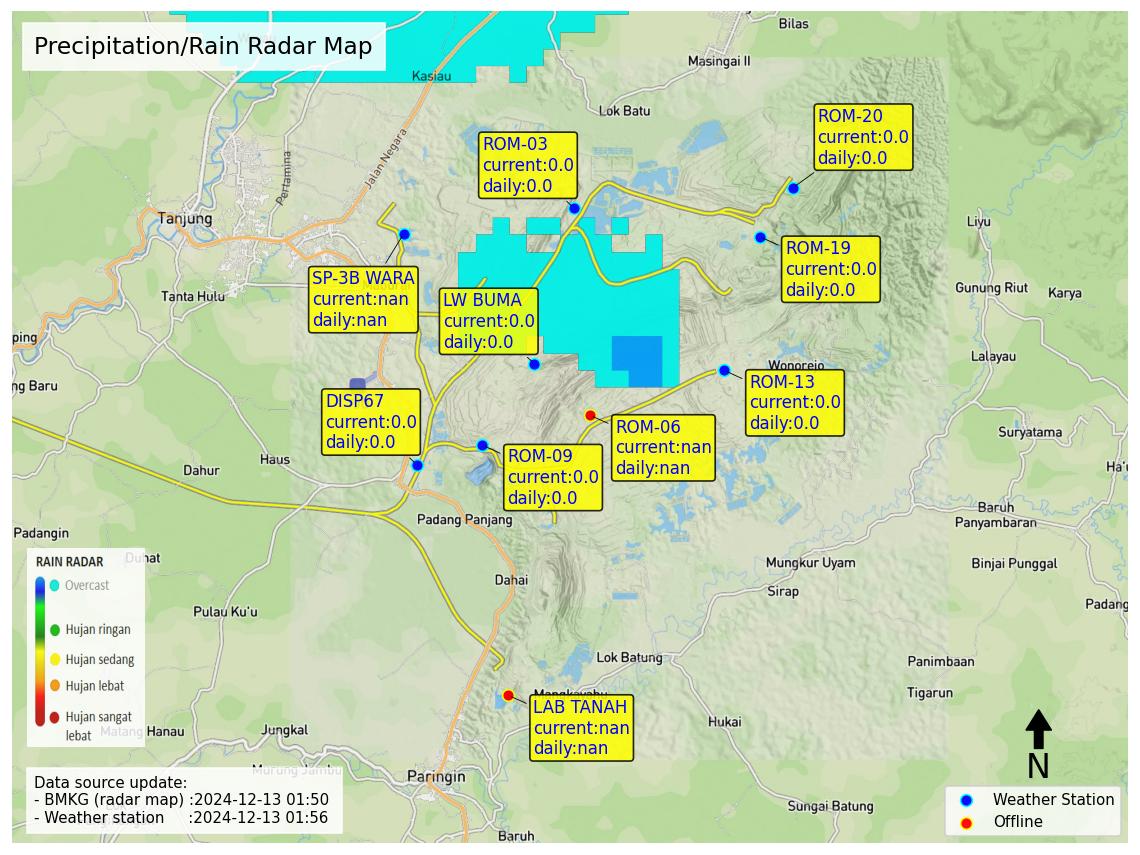 Precipitation/Rain Radar Map
Bilas
Masingai II
Kasiau
Lok Batu
ROM-20
current:0.0
daily:0.0
ROM-03
current:0.0
daily:0.0
Jalan Negara
Pertamina
Tanjung
Liyu
ROM-19
current:0.0
daily:0.0
SP-3B WARA
current:nan
daily:nan
Tanta Hulu
LW BUMA
current:0.0
daily:0.0
Gunung Riut
Karya
ping
Lalayau
Wonorejo
ng Baru
ROM-13
current:0.0
daily:0.0
DISP67
current:0.0
daily:0.0
ROM-06
current:nan
daily:nan
Suryatama
ROM-09
current:0.0
daily:0.0
Haus
Dahur
Ha'u
Baruh
Panyambaran
Padang Panjang
Padangin
Duhat
Mungkur Uyam
Binjai Punggal
Dahai
Sirap
Padang
Pulau Ku'u
RAIN RADAR
Overcast
Hujan ringan
Hujan sedang
Hujan lebat
Hujan sangat
lebat
Lok Batung
Panimbaan
Tigarun
LAB TANAH
current:nan
daily:nan
Hukai
Matang Hanau
Jungkal
Murung Jambu
Paringin
N
Data source update:
- BMKG (radar map) :2024-12-13 01:50
- Weather station :2024-12-13 01:56
Sungai Batung
Baruh
Weather Station
Offline